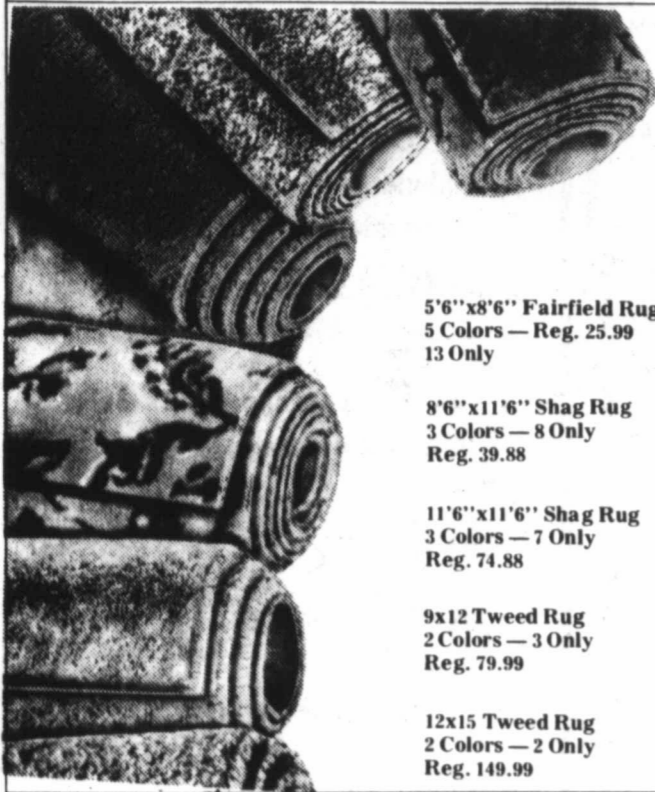 5'6"x8'6" Fairfield Rug
5 Colors — Reg. 25.99
13 Only
8'6"x11'6" Shag Rug
3 Colors — 8 Only
Reg. 39.88
11'6"x11'6" Shag Rug
3 Colors — 7 Only
Reg. 74.88
9x12 Tweed Rug
2 Colors — 3 Only
Reg. 79.99
12x15 Tweed Rug
2 Colors — 2 Only
Reg. 149.99